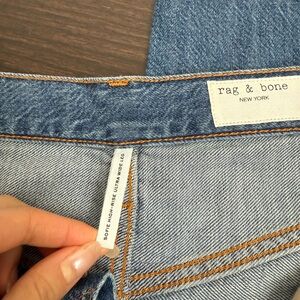 rag & bone
NEW YORK
SOFIE HIGH-RISE ULTRA WIDE LEG